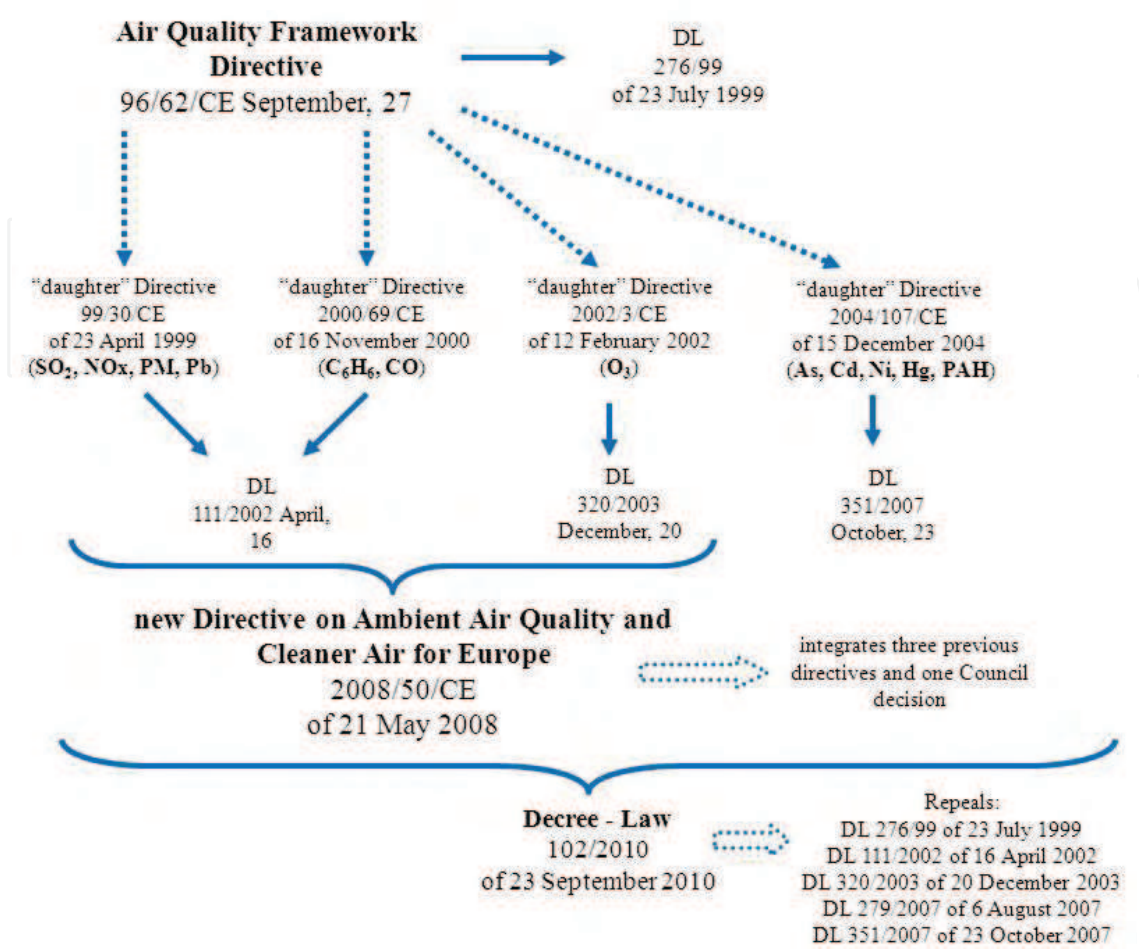 Air Quality Framework
Directive
96/62/CE September, 27
DL
276/99
of 23 July 1999
“daughter” Directive
99/30/CE
of 23 April 1999
(SO₂, NOx, PM, Pb)
“daughter” Directive
2000/69/CE
of 16 November 2000
(C₆H₆, CO)
“daughter” Directive
2002/3/CE
of 12 February 2002
(O₃)
“daughter” Directive
2004/107/CE
of 15 December 2004
(As, Cd, Ni, Hg, PAH)
DL
111/2002 April,
16
DL
320/2003
December, 20
DL
351/2007
October, 23
new Directive on Ambient Air Quality and
Cleaner Air for Europe
2008/50/CE
of 21 May 2008
integrates three previous
directives and one Council
decision
Decree - Law
102/2010
of 23 September 2010
Repeals:
DL 276/99 of 23 July 1999
DL 111/2002 of 16 April 2002
DL 320/2003 of 20 December 2003
DL 279/2007 of 6 August 2007
DL 351/2007 of 23 October 2007